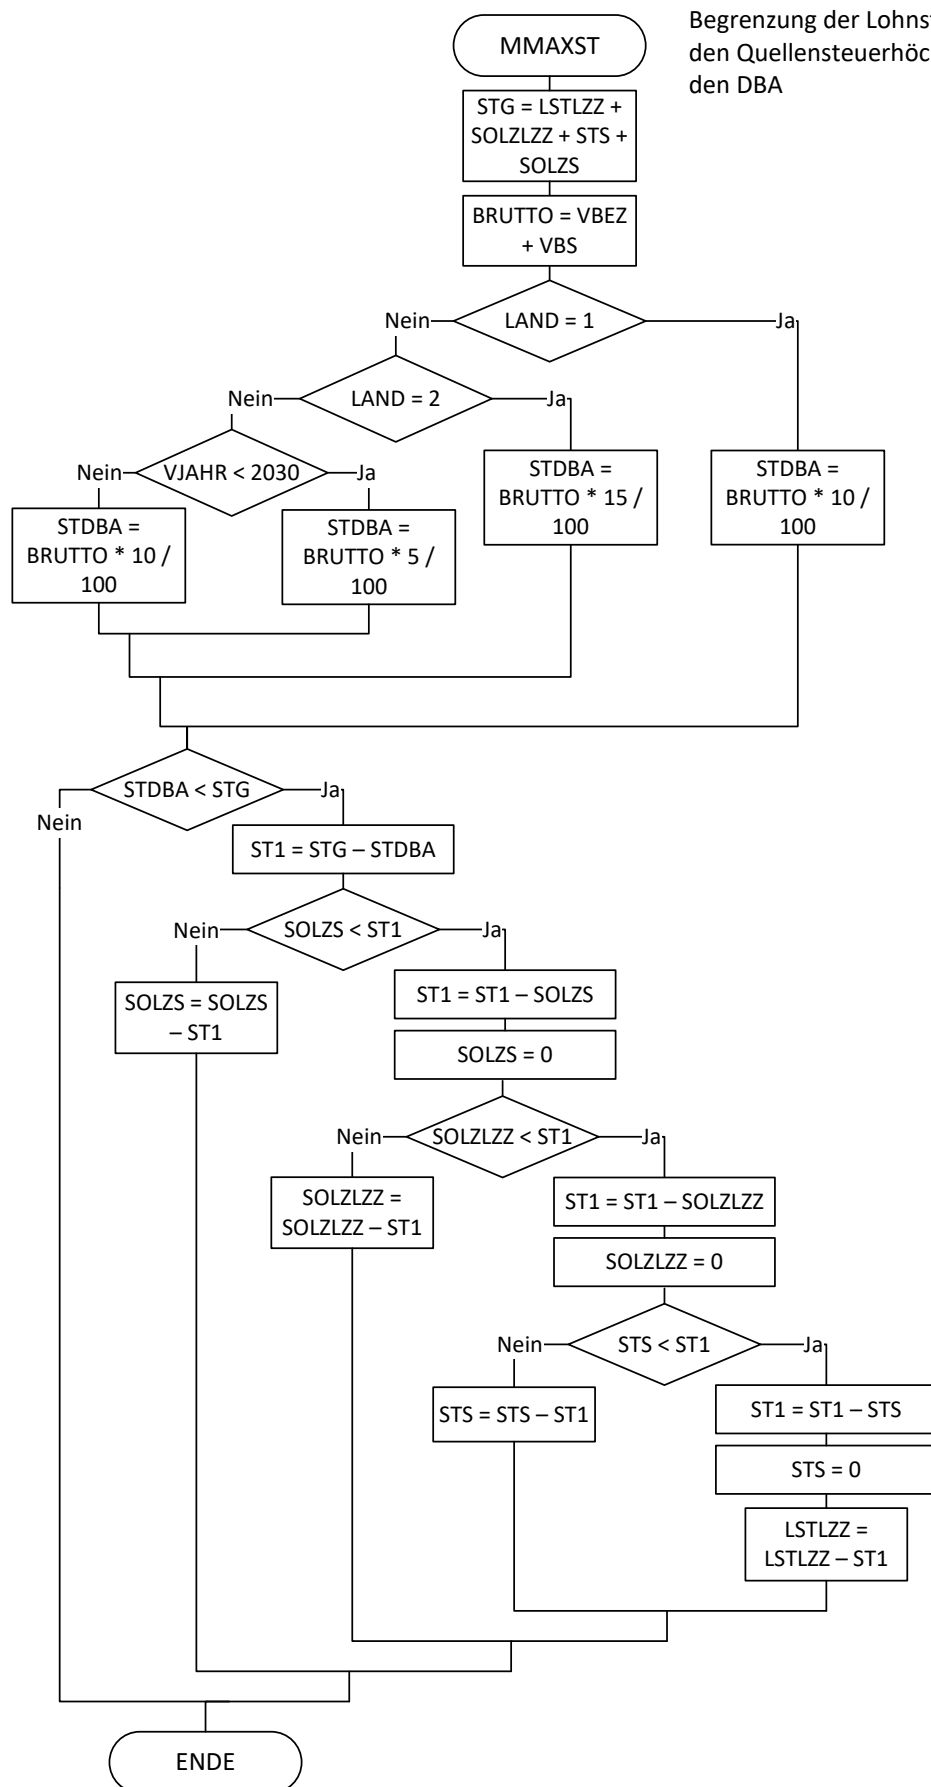 MMAXST
Begrenzung der
den
den DBA
STG = LSTLZZ +
SOLZLZZ + STS +
SOLZS
BRUTTO = VBEZ
+ VBS
Nein
LAND = 1
Ja
Nein
LAND = 2
Ja
Nein
VJAHR < 2030
Ja
STDBA =
BRUTTO * 15 /
100
STDBA =
BRUTTO * 10 /
100
STDBA =
BRUTTO * 10 /
100
STDBA =
BRUTTO * 5 /
100
STDBA < STG
Ja
Nein
ST1 = STG – STDBA
Nein
SOLZS < ST1
Ja
SOLZS = SOLZS
– ST1
ST1 = ST1 – SOLZS
SOLZS = 0
Nein
SOLZLZZ < ST1
Ja
SOLZLZZ =
SOLZLZZ – ST1
ST1 = ST1 – SOLZLZZ
SOLZLZZ = 0
Nein
STS < ST1
Ja
STS = STS – ST1
ST1 = ST1 – STS
STS = 0
LSTLZZ =
LSTLZZ – ST1
ENDE